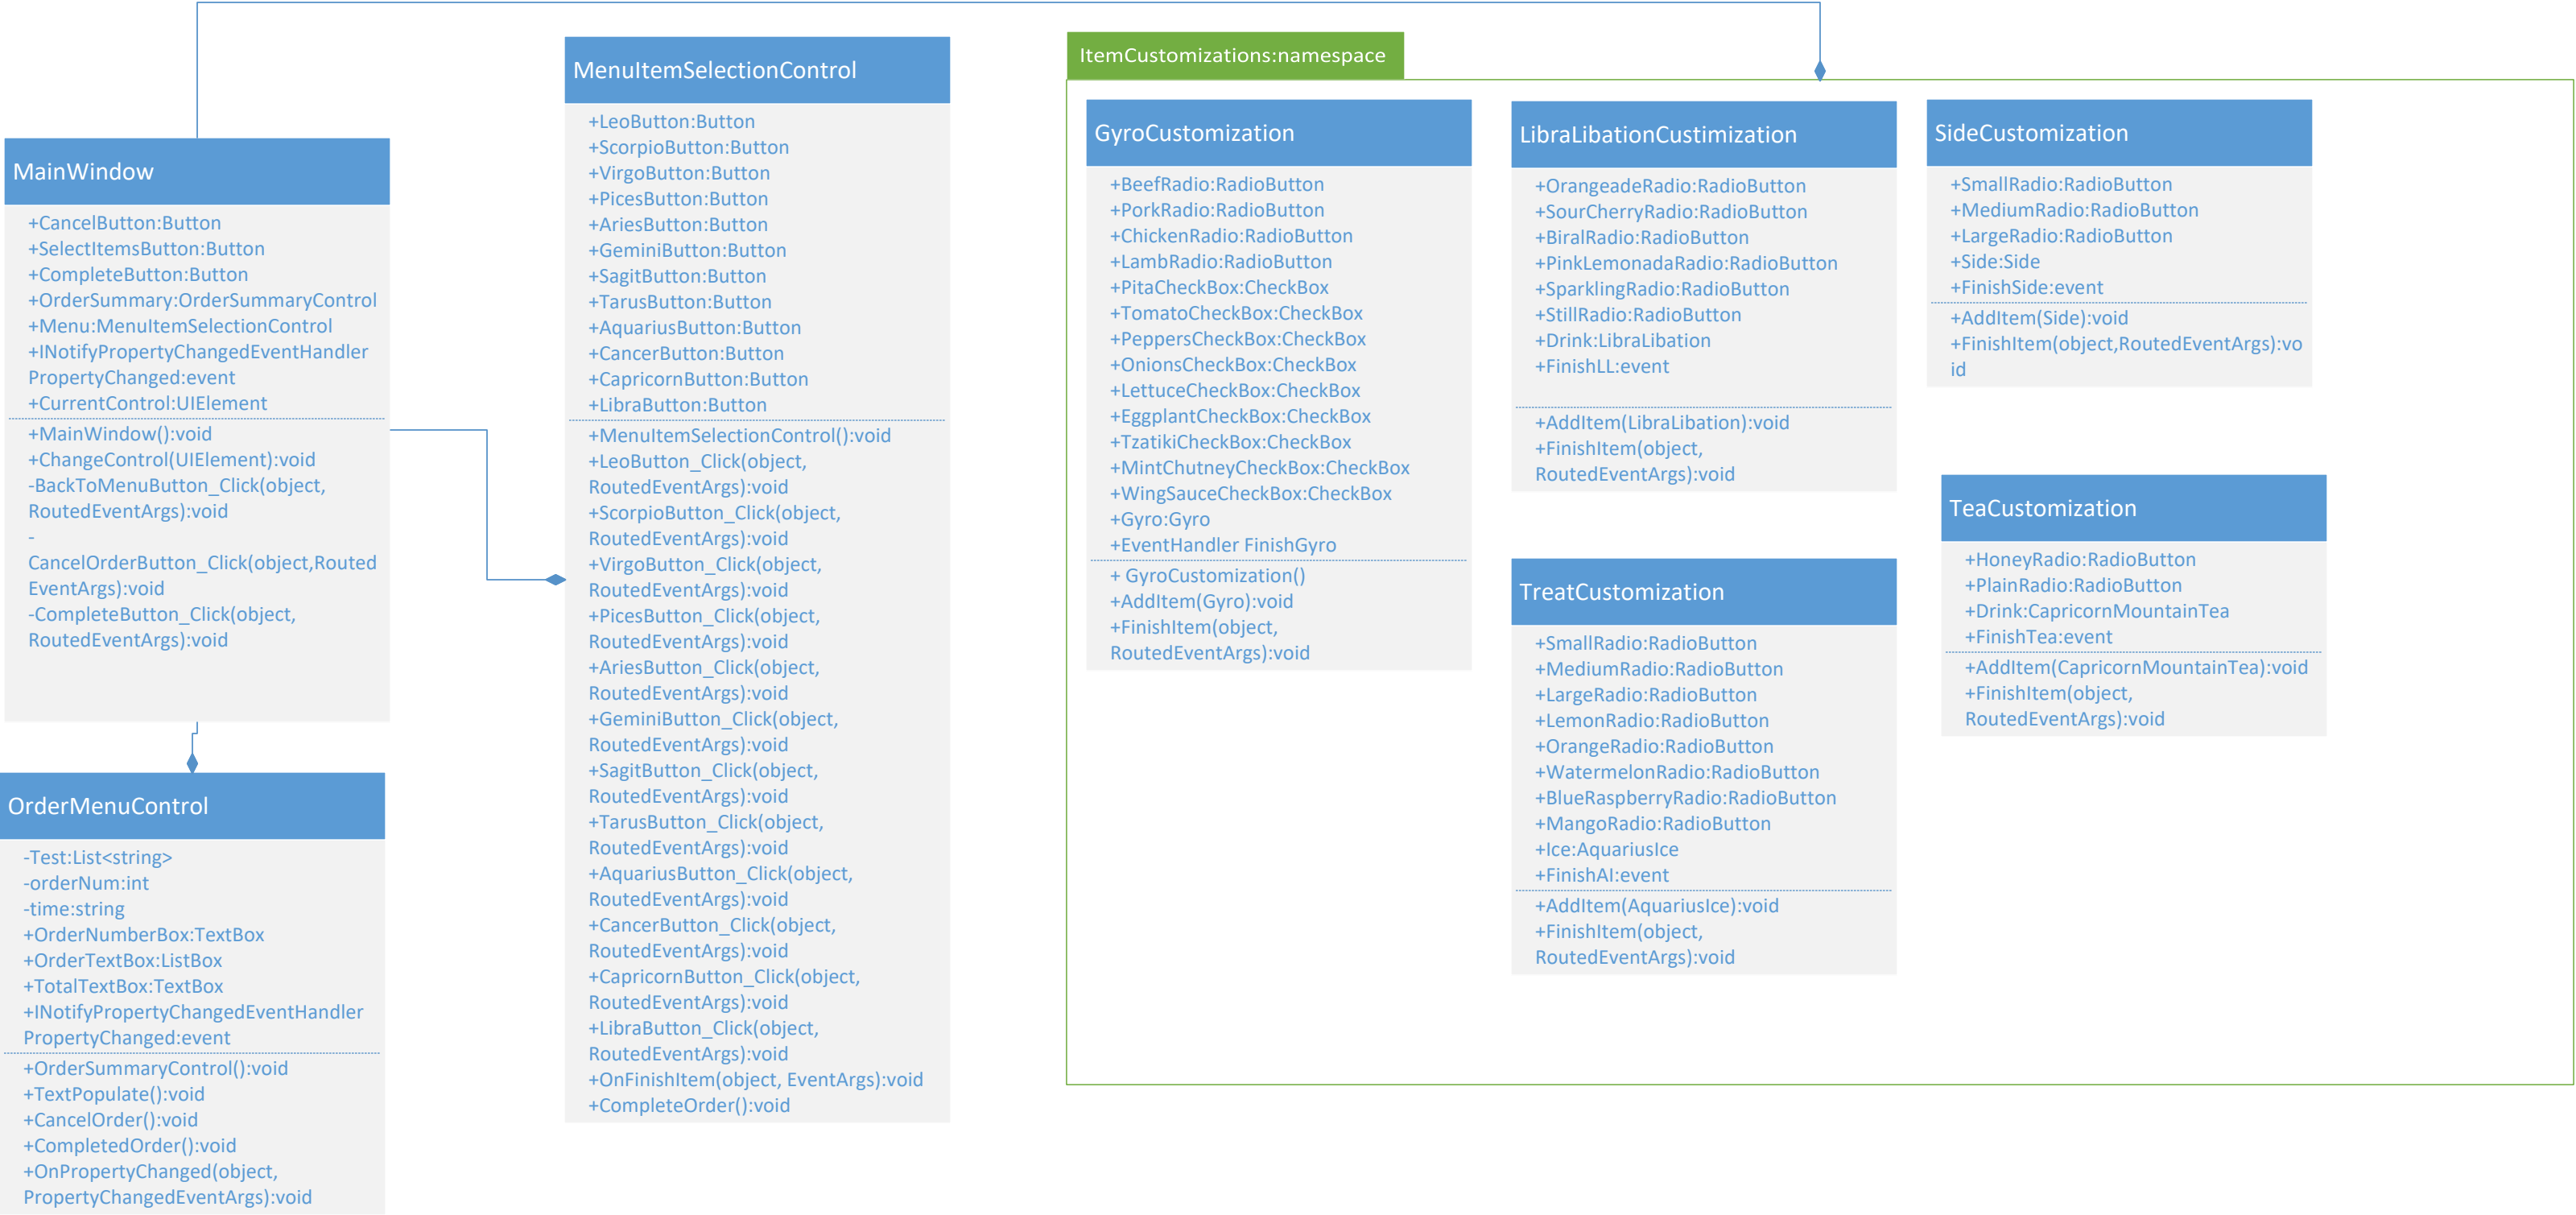 MainWindow
+CancelButton:Button
+SelectItemsButton:Button
+CompleteButton:Button
+OrderSummary:OrderSummaryControl
+Menu:MenuItemSelectionControl
+INotifyPropertyChangedEventHandler
PropertyChanged:event
+CurrentControl:UIElement
+MainWindow():void
+ChangeControl(UIElement):void
-BackToMenuButton_Click(object,
RoutedEventArgs):void
-
CancelOrderButton_Click(object,Routed
EventArgs):void
-CompleteButton_Click(object,
RoutedEventArgs):void
OrderMenuControl
-Test:List<string>
-orderNum:int
-time:string
+OrderNumberBox:TextBox
+OrderTextBox:ListBox
+TotalTextBox:TextBox
+INotifyPropertyChangedEventHandler
PropertyChanged:event
+OrderSummaryControl():void
+TextPopulate():void
+CancelOrder():void
+CompletedOrder():void
+OnPropertyChanged(object,
PropertyChangedEventArgs):void
MenuItemSelectionControl
+LeoButton:Button
+ScorpioButton:Button
+VirgoButton:Button
+PicesButton:Button
+AriesButton:Button
+GeminiButton:Button
+SagitButton:Button
+TarusButton:Button
+AquariusButton:Button
+CancerButton:Button
+CapricornButton:Button
+LibraButton:Button
+MenuItemSelectionControl():void
+LeoButton_Click(object,
RoutedEventArgs):void
+ScorpioButton_Click(object,
RoutedEventArgs):void
+VirgoButton_Click(object,
RoutedEventArgs):void
+PicesButton_Click(object,
RoutedEventArgs):void
+AriesButton_Click(object,
RoutedEventArgs):void
+GeminiButton_Click(object,
RoutedEventArgs):void
+SagitButton_Click(object,
RoutedEventArgs):void
+TarusButton_Click(object,
RoutedEventArgs):void
+AquariusButton_Click(object,
RoutedEventArgs):void
+CancerButton_Click(object,
RoutedEventArgs):void
+CapricornButton_Click(object,
RoutedEventArgs):void
+LibraButton_Click(object,
RoutedEventArgs):void
+OnFinishItem(object, EventArgs):void
+CompleteOrder():void
ItemCustomizations:namespace
GyroCustomization
+BeefRadio:RadioButton
+PorkRadio:RadioButton
+ChickenRadio:RadioButton
+LambRadio:RadioButton
+PitaCheckBox:CheckBox
+TomatoCheckBox:CheckBox
+PeppersCheckBox:CheckBox
+OnionsCheckBox:CheckBox
+LettuceCheckBox:CheckBox
+EggplantCheckBox:CheckBox
+TzatikiCheckBox:CheckBox
+MintChutneyCheckBox:CheckBox
+WingSauceCheckBox:CheckBox
+Gyro:Gyro
+EventHandler FinishGyro
+ GyroCustomization()
+AddItem(Gyro):void
+FinishItem(object,
RoutedEventArgs):void
LibraLibationCustimization
+OrangeadeRadio:RadioButton
+SourCherryRadio:RadioButton
+BiralRadio:RadioButton
+PinkLemonadaRadio:RadioButton
+SparklingRadio:RadioButton
+StillRadio:RadioButton
+Drink:LibraLibation
+FinishLL:event
+AddItem(LibraLibation):void
+FinishItem(object,
RoutedEventArgs):void
TreatCustomization
+SmallRadio:RadioButton
+MediumRadio:RadioButton
+LargeRadio:RadioButton
+LemonRadio:RadioButton
+OrangeRadio:RadioButton
+WatermelonRadio:RadioButton
+BlueRaspberryRadio:RadioButton
+MangoRadio:RadioButton
+Ice:AquariusIce
+FinishAI:event
+AddItem(AquariusIce):void
+FinishItem(object,
RoutedEventArgs):void
SideCustomization
+SmallRadio:RadioButton
+MediumRadio:RadioButton
+LargeRadio:RadioButton
+Side:Side
+FinishSide:event
+AddItem(Side):void
+FinishItem(object,RoutedEventArgs):vo
id
TeaCustomization
+HoneyRadio:RadioButton
+PlainRadio:RadioButton
+Drink:CapricornMountainTea
+FinishTea:event
+AddItem(CapricornMountainTea):void
+FinishItem(object,
RoutedEventArgs):void